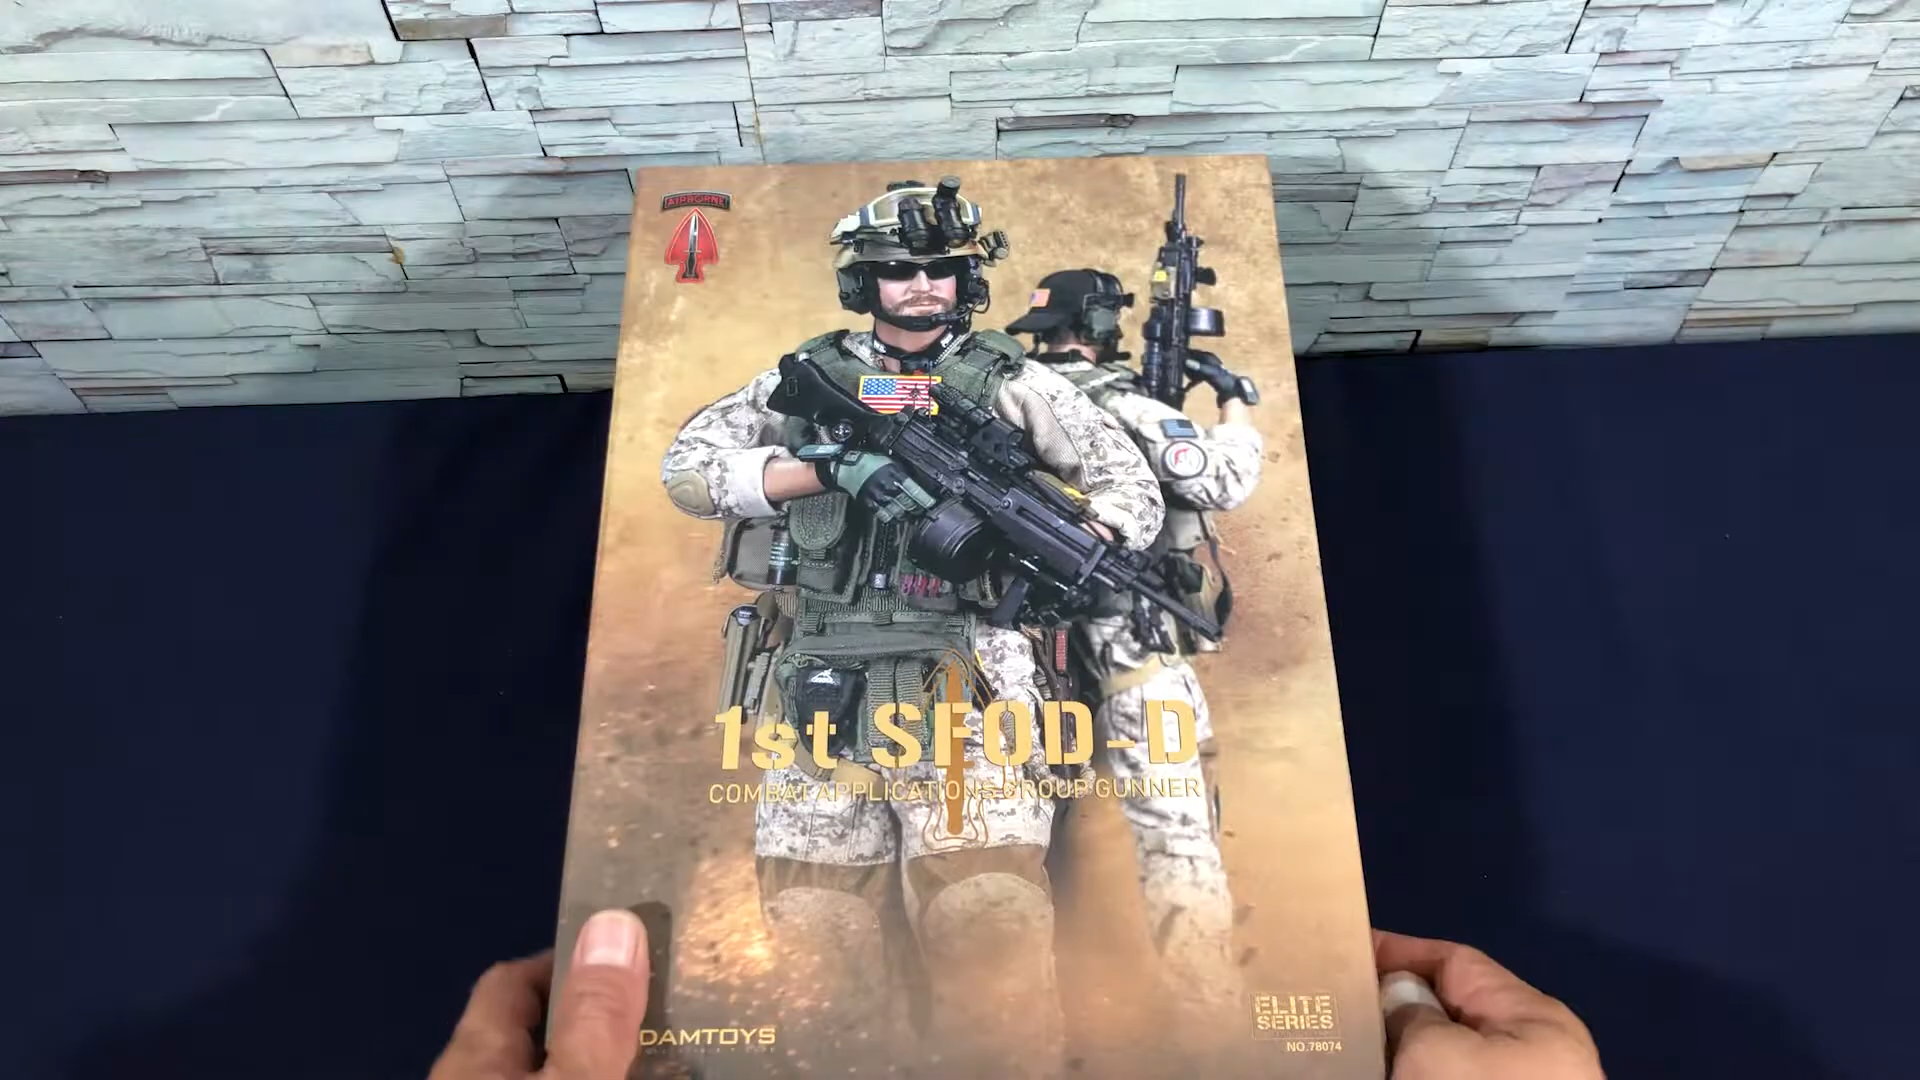 AIRBORNE
1st SFOD-D
COMBAT APPLICATIONS GROUP GUNNER
DAMTOYS
ELITE
SERIES
NO.78074